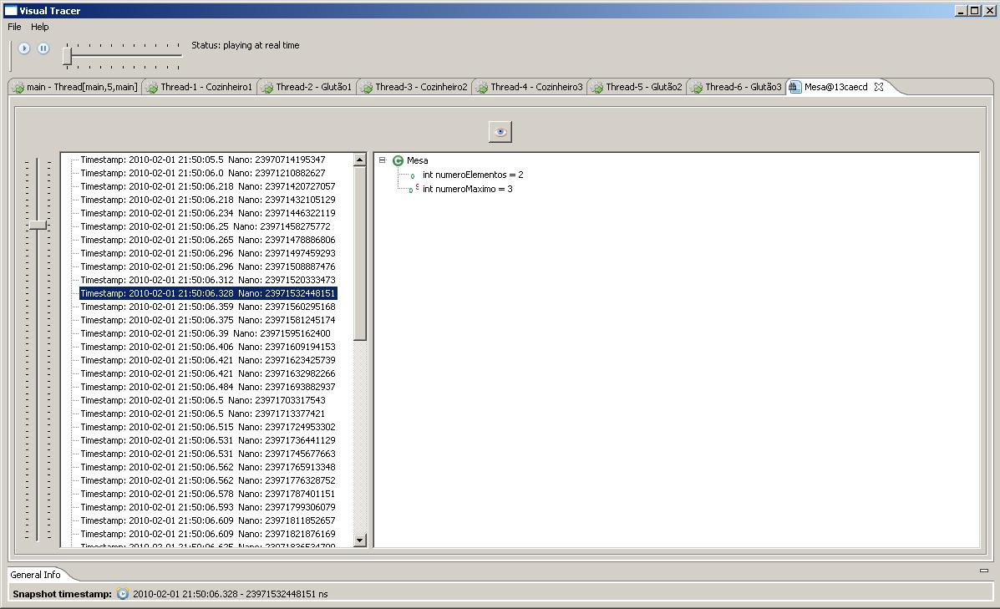 Visual Tracer
File Help
Status: playing at real time
main - Thread[main,5,main] Thread-1 - Cozinheiro1 Thread-2 - Glutão1 Thread-3 - Cozinheiro2 Thread-4 - Cozinheiro3 Thread-5 - Glutão2 Thread-6 - Glutão3 Mesa@13caecd
Timestamp: 2010-02-01 21:50:05.5 Nano: 23970714195347
Timestamp: 2010-02-01 21:50:06.0 Nano: 23971210882627
Timestamp: 2010-02-01 21:50:06.218 Nano: 23971420727057
Timestamp: 2010-02-01 21:50:06.218 Nano: 23971432105129
Timestamp: 2010-02-01 21:50:06.234 Nano: 23971446322119
Timestamp: 2010-02-01 21:50:06.25 Nano: 23971458275772
Timestamp: 2010-02-01 21:50:06.265 Nano: 23971478886806
Timestamp: 2010-02-01 21:50:06.296 Nano: 23971497459293
Timestamp: 2010-02-01 21:50:06.296 Nano: 23971508887476
Timestamp: 2010-02-01 21:50:06.312 Nano: 23971520333473
Timestamp: 2010-02-01 21:50:06.328 Nano: 23971532448151
Timestamp: 2010-02-01 21:50:06.359 Nano: 23971560295168
Timestamp: 2010-02-01 21:50:06.375 Nano: 23971581245174
Timestamp: 2010-02-01 21:50:06.39 Nano: 23971595162400
Timestamp: 2010-02-01 21:50:06.406 Nano: 23971609194153
Timestamp: 2010-02-01 21:50:06.421 Nano: 23971623425739
Timestamp: 2010-02-01 21:50:06.421 Nano: 23971632982266
Timestamp: 2010-02-01 21:50:06.484 Nano: 23971693882937
Timestamp: 2010-02-01 21:50:06.5 Nano: 23971703317543
Timestamp: 2010-02-01 21:50:06.5 Nano: 23971713377421
Timestamp: 2010-02-01 21:50:06.515 Nano: 23971724953302
Timestamp: 2010-02-01 21:50:06.531 Nano: 23971736441129
Timestamp: 2010-02-01 21:50:06.531 Nano: 23971745677663
Timestamp: 2010-02-01 21:50:06.562 Nano: 23971765913348
Timestamp: 2010-02-01 21:50:06.562 Nano: 23971776328752
Timestamp: 2010-02-01 21:50:06.578 Nano: 23971787401151
Timestamp: 2010-02-01 21:50:06.593 Nano: 23971799306079
Timestamp: 2010-02-01 21:50:06.609 Nano: 23971811852657
Timestamp: 2010-02-01 21:50:06.609 Nano: 23971821876169
Timestamp: 2010-02-01 21:50:06.625 Nano:
C Mesa
int numeroElementos = 2
S int numeroMaximo = 3
General Info
Snapshot timestamp: 2010-02-01 21:50:06.328 - 23971532448151 ns